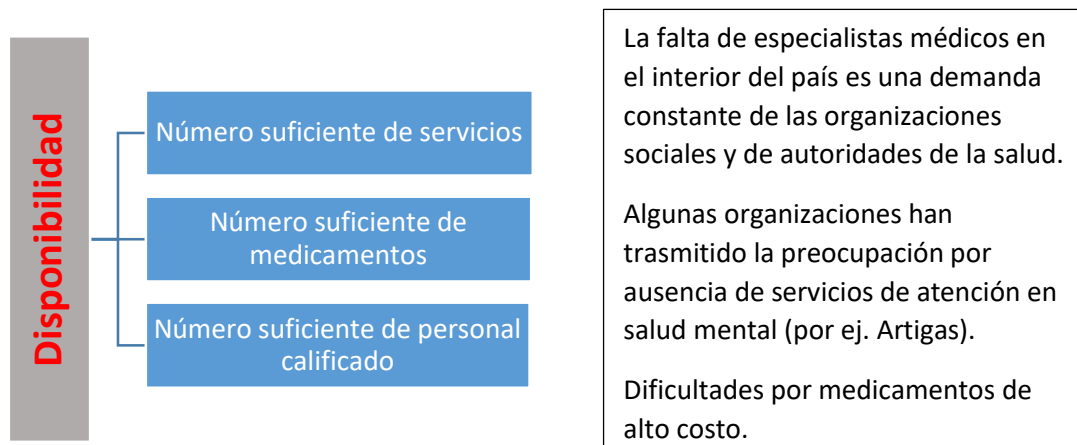 Disponibilidad
Número suficiente de servicios
Número suficiente de
medicamentos
Número suficiente de personal
calificado
La falta de especialistas médicos en
el interior del país es una demanda
constante de las organizaciones
sociales y de autoridades de la salud.
Algunas organizaciones han
trasmitido la preocupación por
ausencia de servicios de atención en
salud mental (por ej. Artigas).
Dificultades por medicamentos de
alto costo.